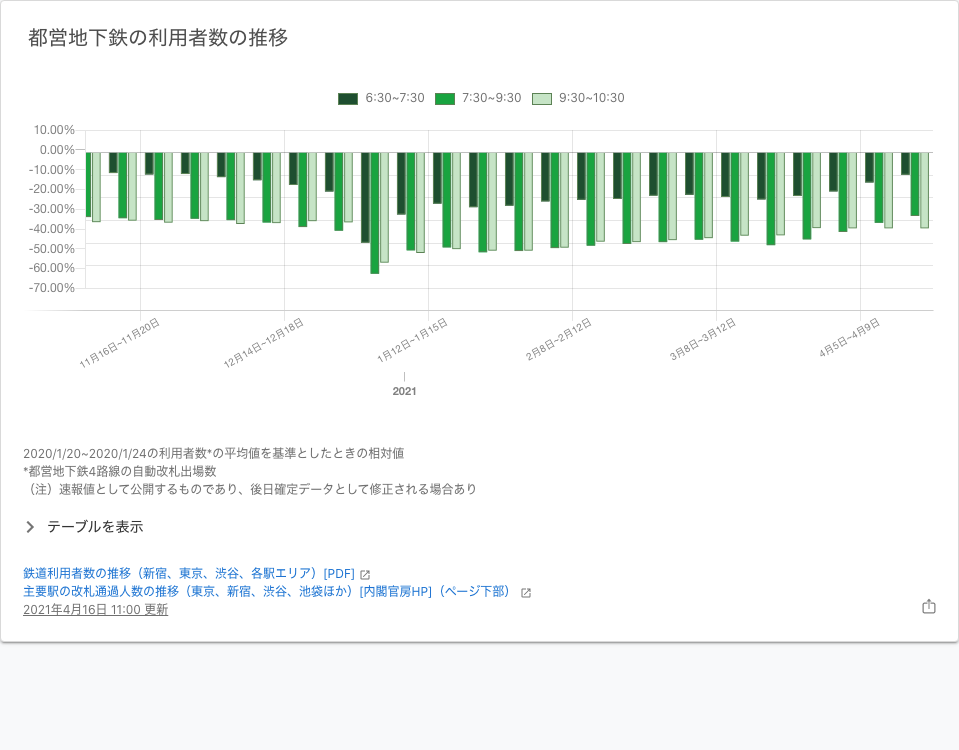 都営地下鉄の利用者数の推移
6:30~7:30 7:30~9:30 9:30~10:30
10.00%
0.00%
-10.00%
-20.00%
-30.00%
-40.00%
-50.00%
-60.00%
-70.00%
11月16日~11月20日 12月14日~12月18日 1月12日~1月15日 2月8日~2月12日 3月8日~3月12日 4月5日~4月9日
2021
2020/1/20~2020/1/24の利用者数*の平均値を基準としたときの相対値
*都営地下鉄4路線の自動改札出場数
（注）速報値として公開するものであり、後日確定データとして修正される場合あり
テーブルを表示
鉄道利用者数の推移（新宿、東京、渋谷、各駅エリア）[PDF]
主要駅の改札通過人数の推移（東京、新宿、渋谷、池袋ほか）[内閣官房HP]（ページ下部）
2021年4月16日 11:00 更新